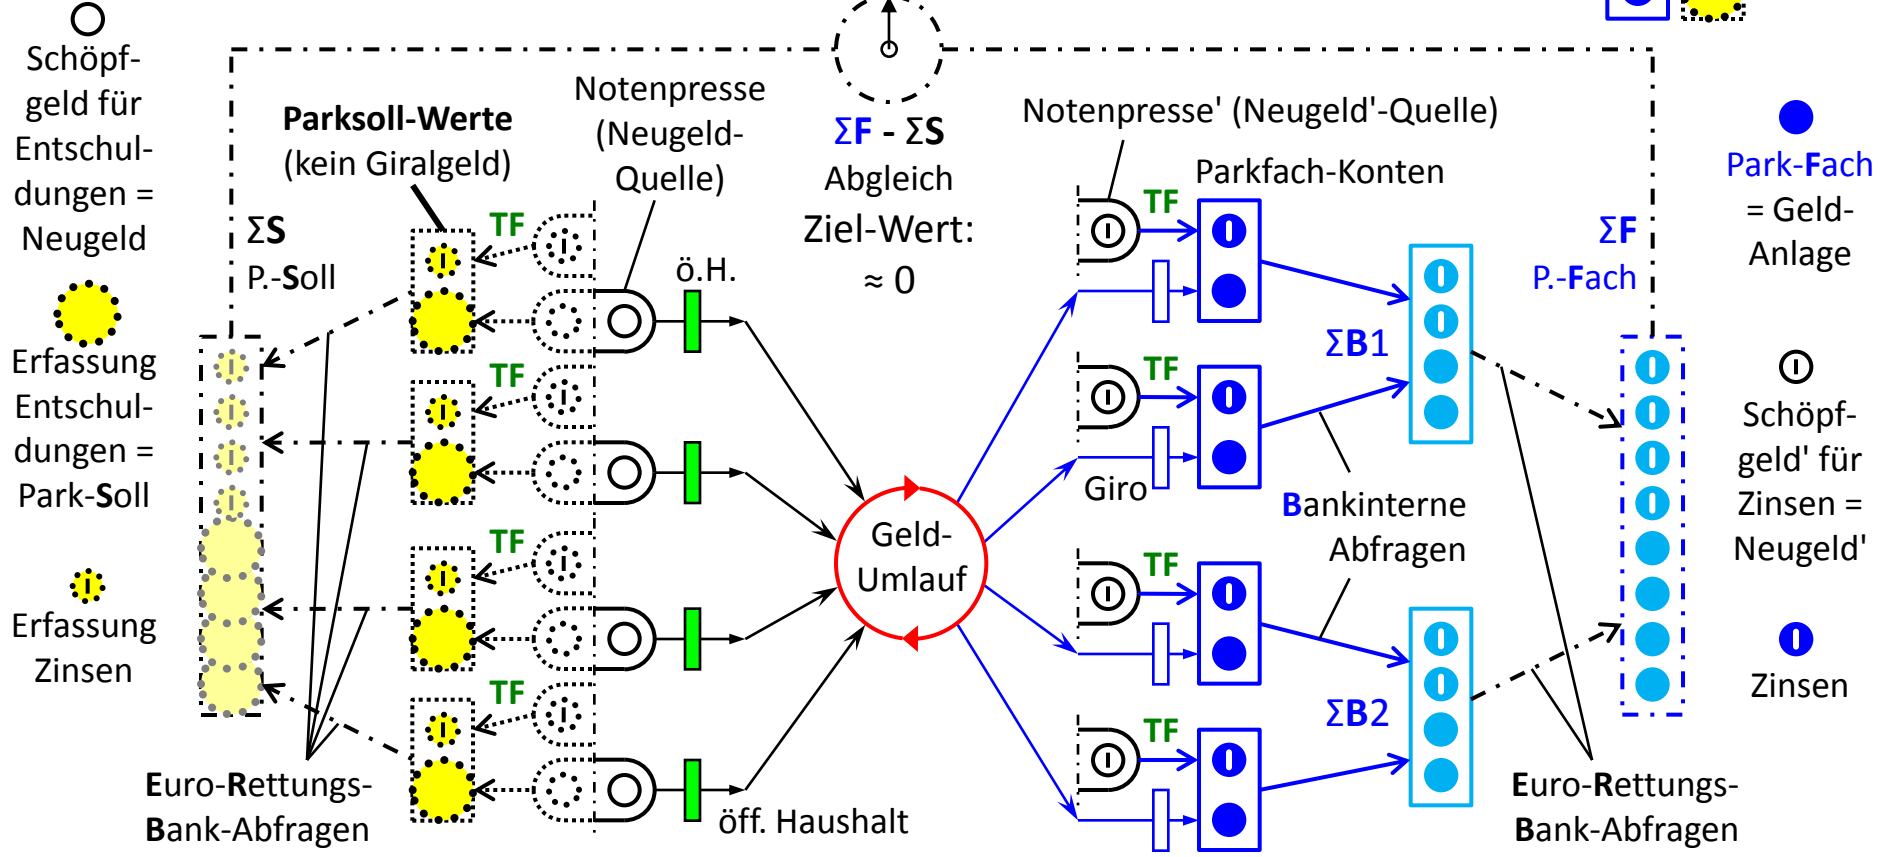 Schöpf-
geld für
Entschul-
dungen =
Neugeld
Erfassung
Entschul-
dungen =
Park-Soll
Erfassung
Zinsen
ΣS
P.-Soll
Parksoll-Werte
(kein Giralgeld)
TF
TF
TF
TF
Euro-Rettungs-
Bank-Abfragen
Notenpresse
(Neugeld-
Quelle)
ö.H.
öff. Haushalt
ΣF - ΣS
Abgleich
Ziel-Wert:
≈ 0
Geld-
Umlauf
Notenpresse' (Neugeld'-Quelle)
Parkfach-Konten
TF
TF
Giro
TF
TF
ΣB1
Bankinterne
Abfragen
ΣB2
ΣF
P.-Fach
Euro-Rettungs-
Bank-Abfragen
Park-Fach
= Geld-
Anlage
Schöpf-
geld' für
Zinsen =
Neugeld'
Zinsen